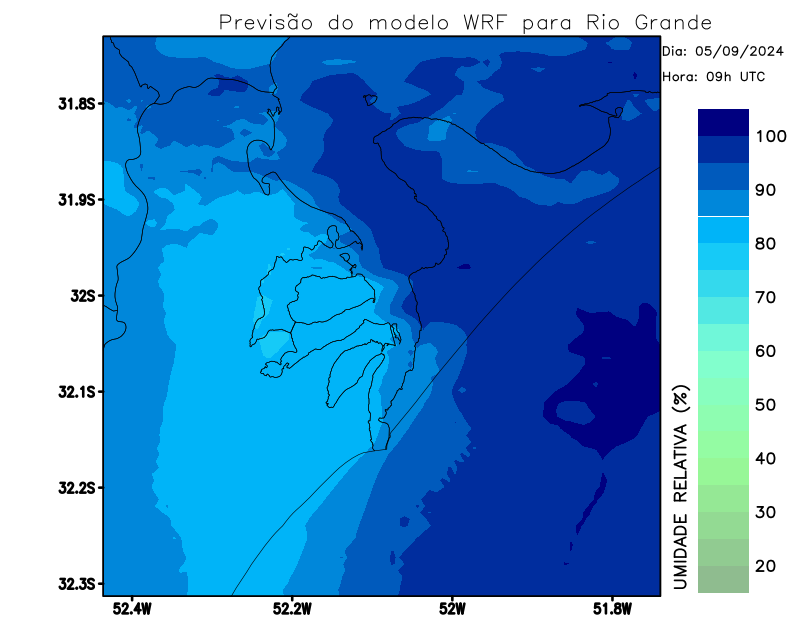 Previsão do modelo WRF para Rio Grande
Dia: 05/09/2024
Hora: 09h UTC
31.8S
31.9S
32S
32.1S
32.2S
32.3S
52.4W
52.2W
52W
51.8W
UMIDADE RELATIVA (%)
100
90
80
70
60
50
40
30
20